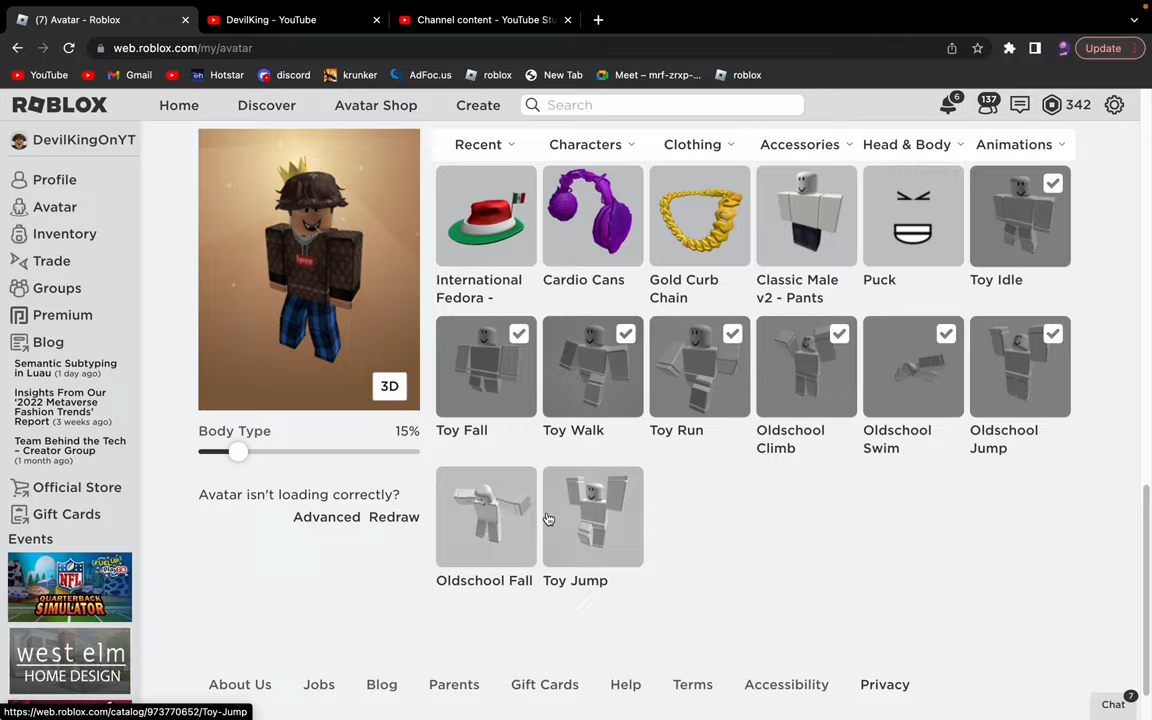 (7) Avatar - Roblox
DevilKing - YouTube
Channel content - YouTube Stu
web.roblox.com/my/avatar
Update
YouTube
Gmail
Hotstar
discord
krunker
AdFoc.us
roblox
New Tab
Meet – mrf-zrxp-...
roblox
ROBLOX
Home
Discover
Avatar Shop
Create
Search
6
137
342
DevilKingOnYT
Profile
Avatar
Inventory
Trade
Groups
Premium
Blog
Semantic Subtyping
in Luau (1 day ago)
Insights From Our
‘2022 Metaverse
Fashion Trends’
Report (3 weeks ago)
Team Behind the Tech
– Creator Group
(1 month ago)
Official Store
Gift Cards
Events
NFL
QUARTERBACK
SIMULATOR
west elm
HOME DESIGN
Supreme
3D
Body Type
15%
Avatar isn't loading correctly?
Advanced
Redraw
Recent
Characters
Clothing
Accessories
Head & Body
Animations
International
Fedora -
Cardio Cans
Gold Curb
Chain
Classic Male
v2 - Pants
Puck
Toy Idle
Toy Fall
Toy Walk
Toy Run
Oldschool
Climb
Oldschool
Swim
Oldschool
Jump
Oldschool Fall
Toy Jump
About Us
Jobs
Blog
Parents
Gift Cards
Help
Terms
Accessibility
Privacy
Chat
7
https://web.roblox.com/catalog/973770652/Toy-Jump